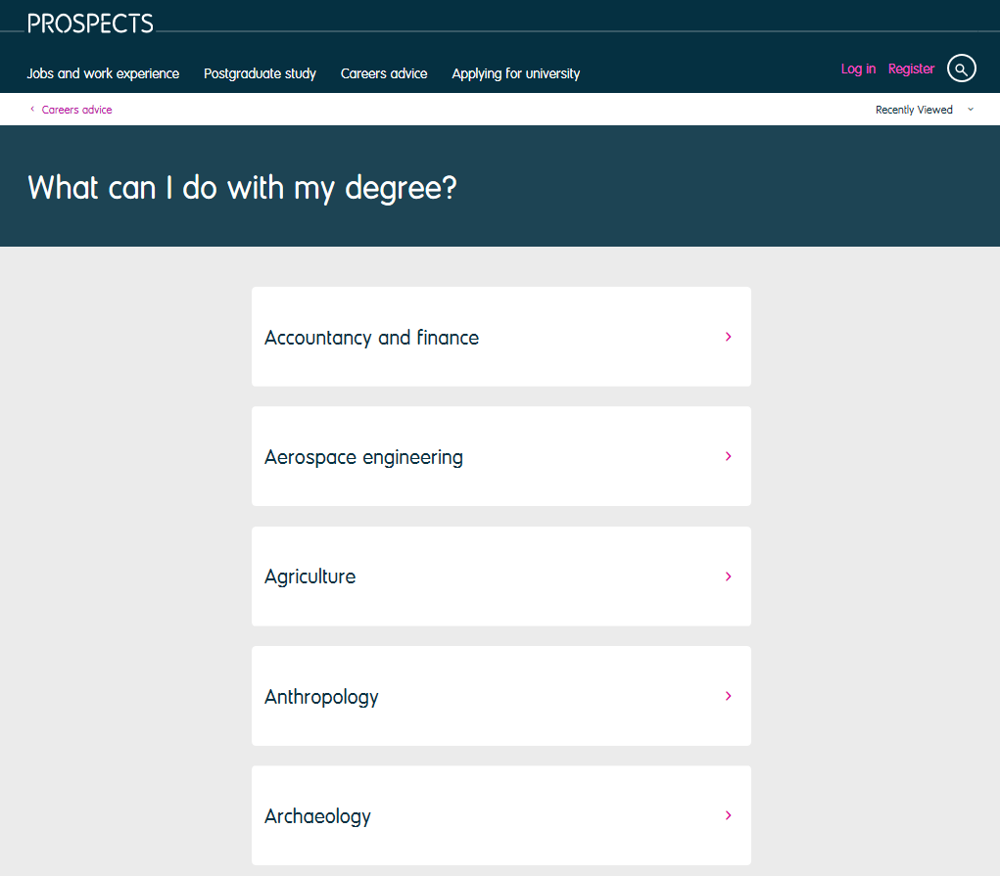 PROSPECTS
Jobs and work experience Postgraduate study Careers advice Applying for university Log in Register
Careers advice Recently Viewed
What can I do with my degree?
Accountancy and finance
Aerospace engineering
Agriculture
Anthropology
Archaeology